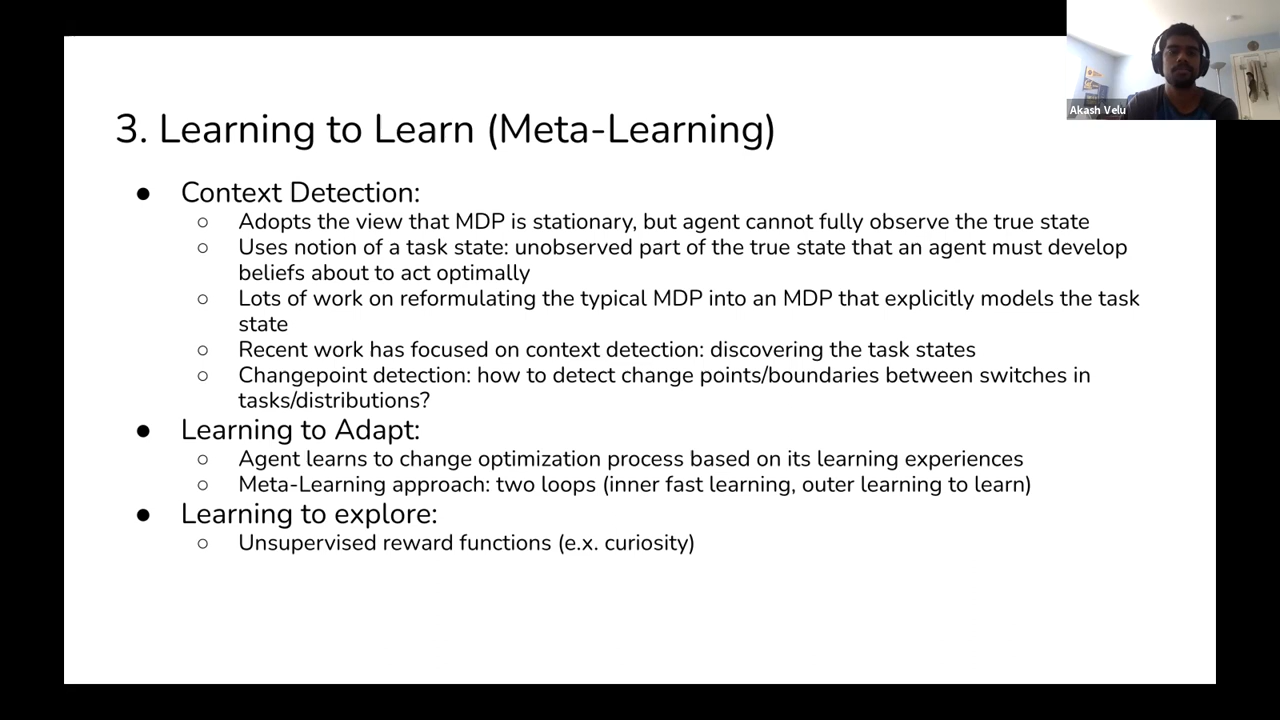 Akash Velu
3. Learning to Learn (Meta-Learning)
● Context Detection:
○ Adopts the view that MDP is stationary, but agent cannot fully observe the true state
○ Uses notion of a task state: unobserved part of the true state that an agent must develop
beliefs about to act optimally
○ Lots of work on reformulating the typical MDP into an MDP that explicitly models the task
state
○ Recent work has focused on context detection: discovering the task states
○ Changepoint detection: how to detect change points/boundaries between switches in
tasks/distributions?
● Learning to Adapt:
○ Agent learns to change optimization process based on its learning experiences
○ Meta-Learning approach: two loops (inner fast learning, outer learning to learn)
● Learning to explore:
○ Unsupervised reward functions (e.x. curiosity)